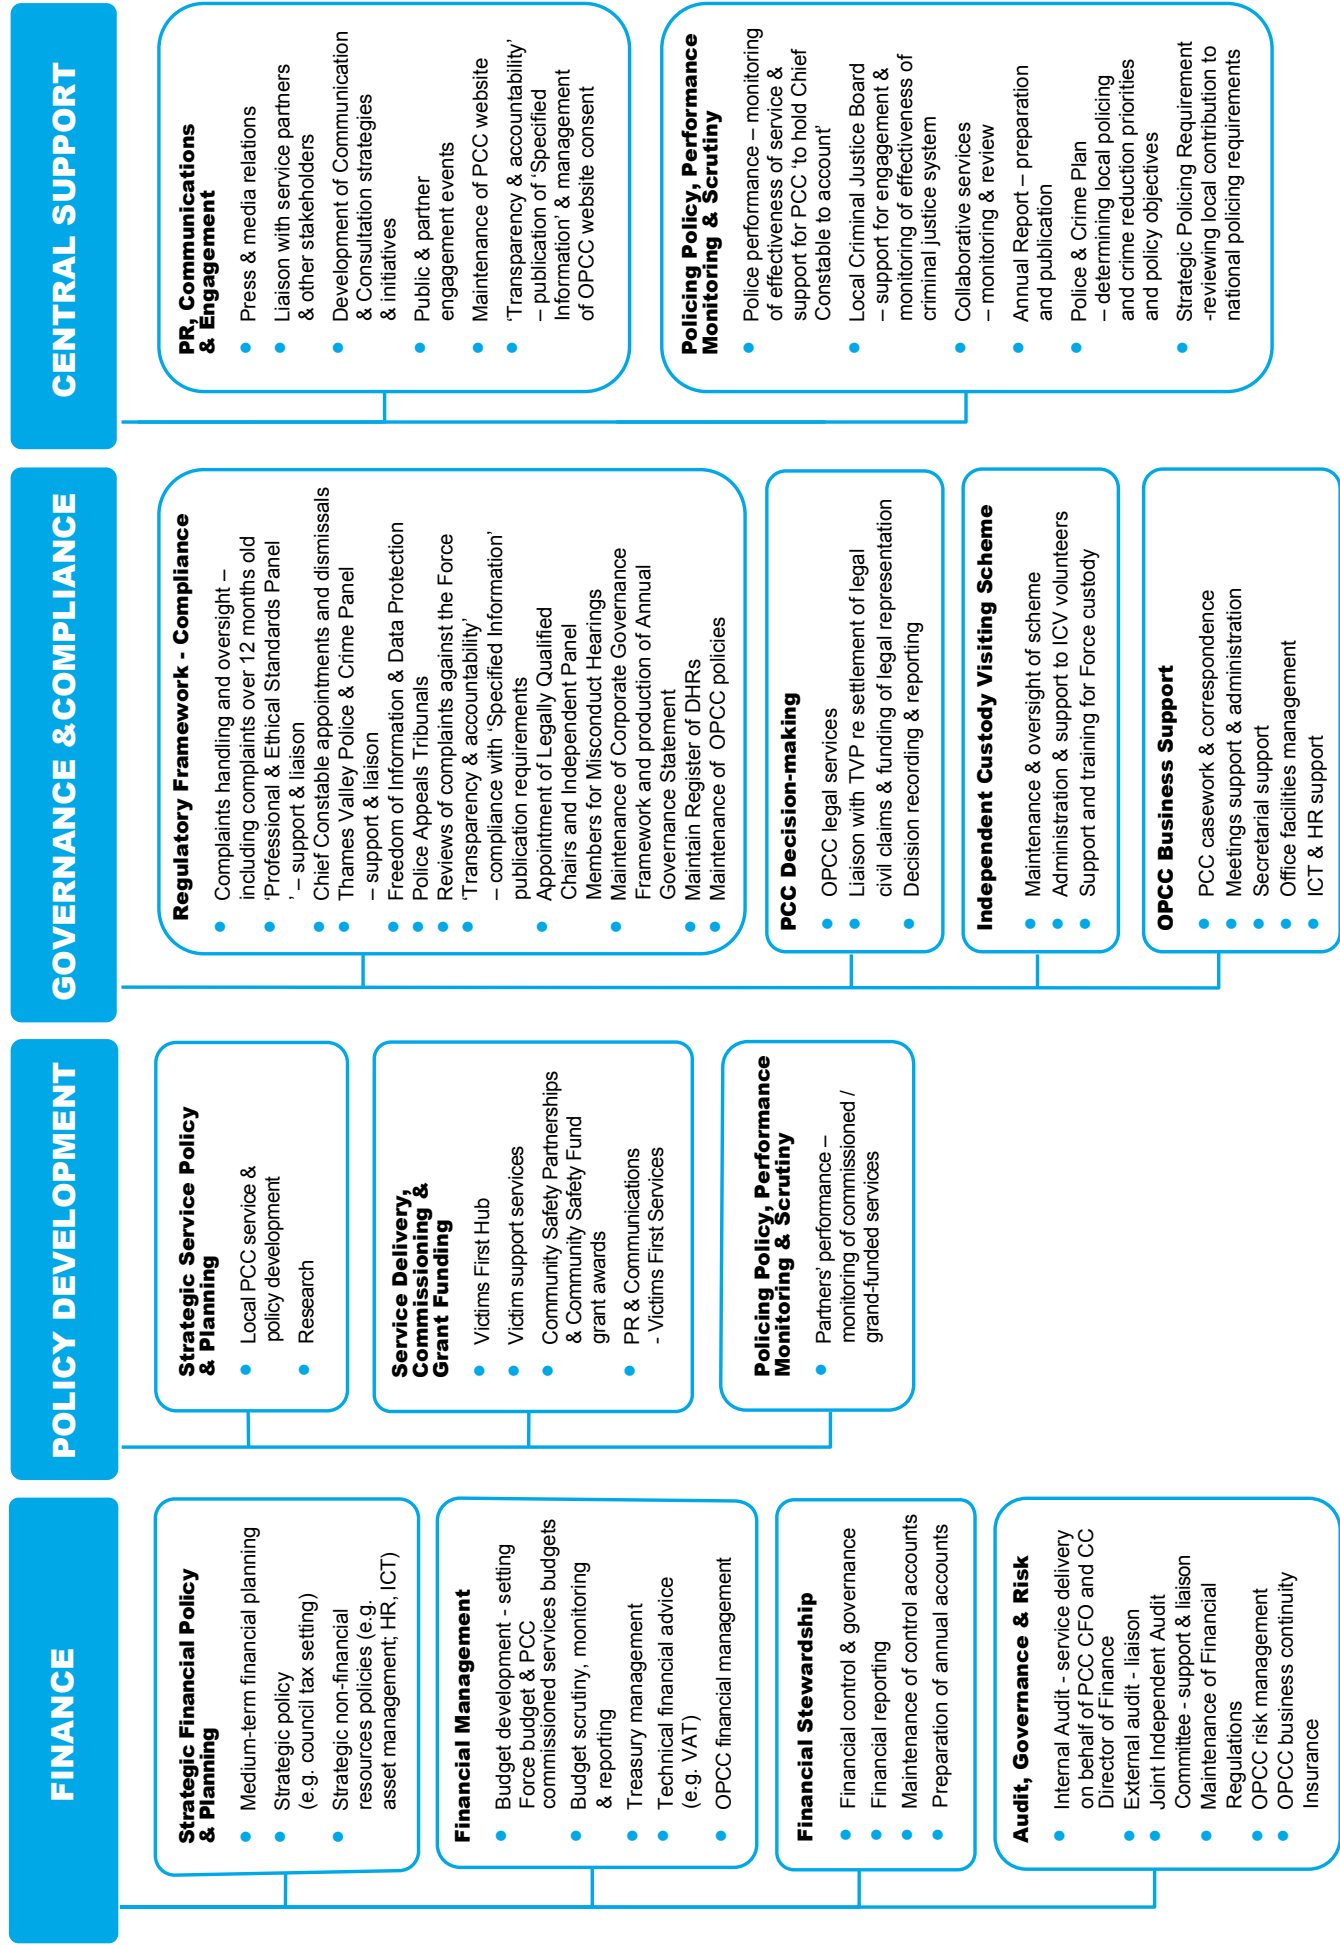 FINANCE
Strategic Financial Policy
& Planning
Medium-term financial planning
Strategic policy
(e.g. council tax setting)
Strategic non-financial
resources policies (e.g.
asset management; HR, ICT)
Financial Management
Budget development - setting
Force budget & PCC
commissioned services budgets
Budget scrutiny, monitoring
& reporting
Treasury management
Technical financial advice
(e.g. VAT)
OPCC financial management
Financial Stewardship
Financial control & governance
Financial reporting
Maintenance of control accounts
Preparation of annual accounts
Audit, Governance & Risk
Internal Audit - service delivery
on behalf of PCC CFO and CC
Director of Finance
External audit - liaison
Joint Independent Audit
Committee - support & liaison
Maintenance of Financial
Regulations
OPCC risk management
OPCC business continuity
Insurance
POLICY DEVELOPMENT
Strategic Service Policy
& Planning
Local PCC service &
policy development
Research
Service Delivery,
Commissioning &
Grant Funding
Victims First Hub
Victim support services
Community Safety Partnerships
& Community Safety Fund
grant awards
PR & Communications
- Victims First Services
Policing Policy, Performance
Monitoring & Scrutiny
Partners’ performance –
monitoring of commissioned /
grand-funded services
GOVERNANCE &COMPLIANCE
Regulatory Framework - Compliance
Complaints handling and oversight –
including complaints over 12 months old
‘Professional & Ethical Standards Panel
’ – support & liaison
Chief Constable appointments and dismissals
Thames Valley Police & Crime Panel
– support & liaison
Freedom of Information & Data Protection
Police Appeals Tribunals
Reviews of complaints against the Force
‘Transparency & accountability’
– compliance with ‘Specified Information’
publication requirements
Appointment of Legally Qualified
Chairs and Independent Panel
Members for Misconduct Hearings
Maintenance of Corporate Governance
Framework and production of Annual
Governance Statement
Maintain Register of DHRs
Maintenance of OPCC policies
PCC Decision-making
OPCC legal services
Liaison with TVP re settlement of legal
civil claims & funding of legal representation
Decision recording & reporting
Independent Custody Visiting Scheme
Maintenance & oversight of scheme
Administration & support to ICV volunteers
Support and training for Force custody
OPCC Business Support
PCC casework & correspondence
Meetings support & administration
Secretarial support
Office facilities management
ICT & HR support
CENTRAL SUPPORT
PR, Communications
& Engagement
Press & media relations
Liaison with service partners
& other stakeholders
Development of Communication
& Consultation strategies
& initiatives
Public & partner
engagement events
Maintenance of PCC website
‘Transparency & accountability’
– publication of ‘Specified
Information’ & management
of OPCC website consent
Policing Policy, Performance
Monitoring & Scrutiny
Police performance – monitoring
of effectiveness of service &
support for PCC ‘to hold Chief
Constable to account’
Local Criminal Justice Board
– support for engagement &
monitoring of effectiveness of
criminal justice system
Collaborative services
– monitoring & review
Annual Report – preparation
and publication
Police & Crime Plan
– determining local policing
and crime reduction priorities
and policy objectives
Strategic Policing Requirement
-reviewing local contribution to
national policing requirements